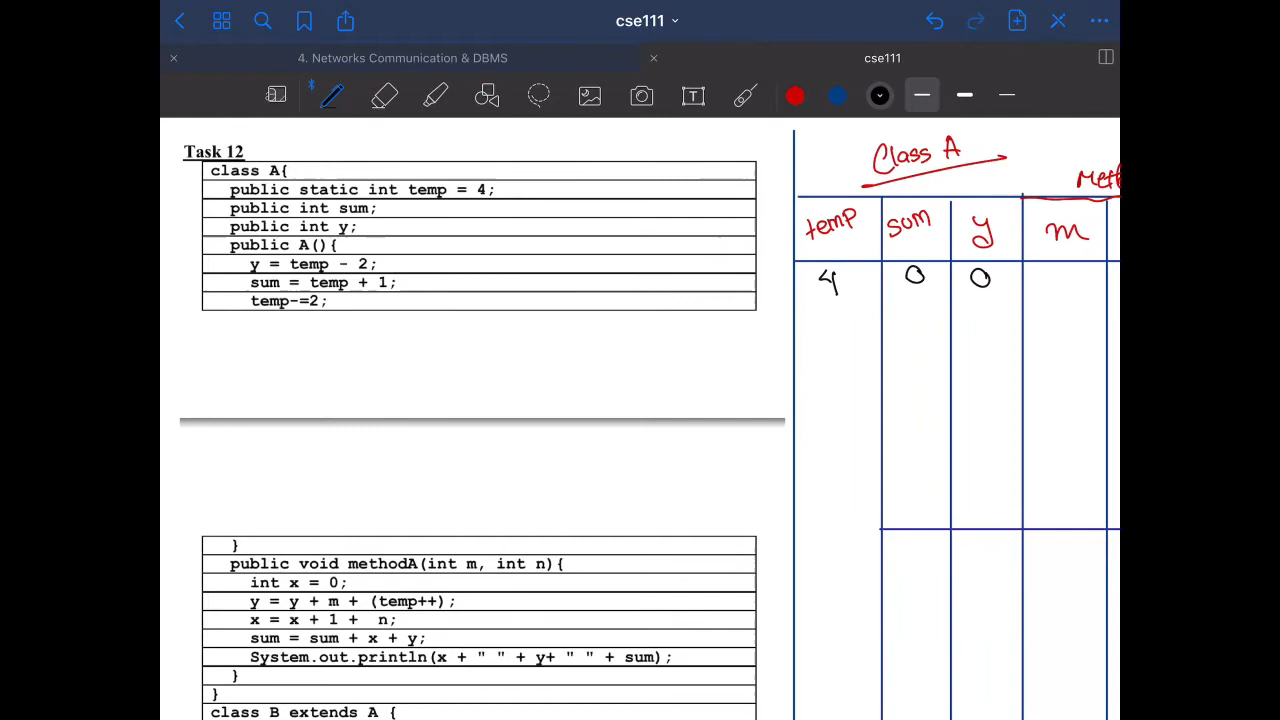 cse111
4. Networks Communication & DBMS
cse111
Task 12
class A{
public static int temp = 4;
public int sum;
public int y;
public A(){
y = temp - 2;
sum = temp + 1;
temp-=2;
}
public void methodA(int m, int n){
int x = 0;
y = y + m + (temp++);
x = x + 1 + n;
sum = sum + x + y;
System.out.println(x + " " + y+ " " + sum);
}
}
class B extends A {
Class A
Meth
temp sum y m
4 0 0